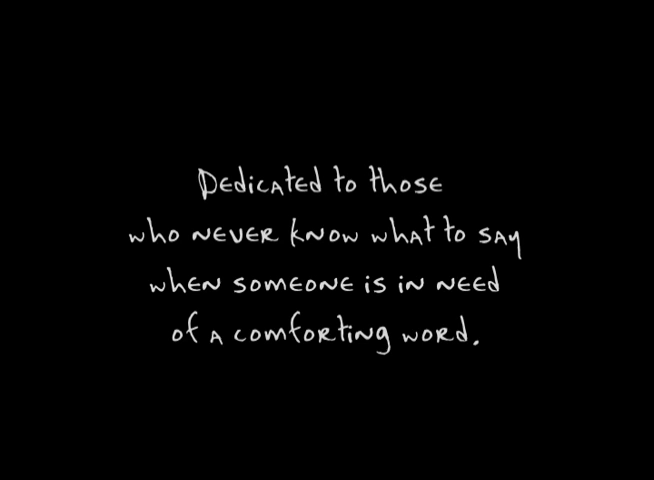 Dedicated to those
who never know what to say
when someone is in need
of a comforting word.